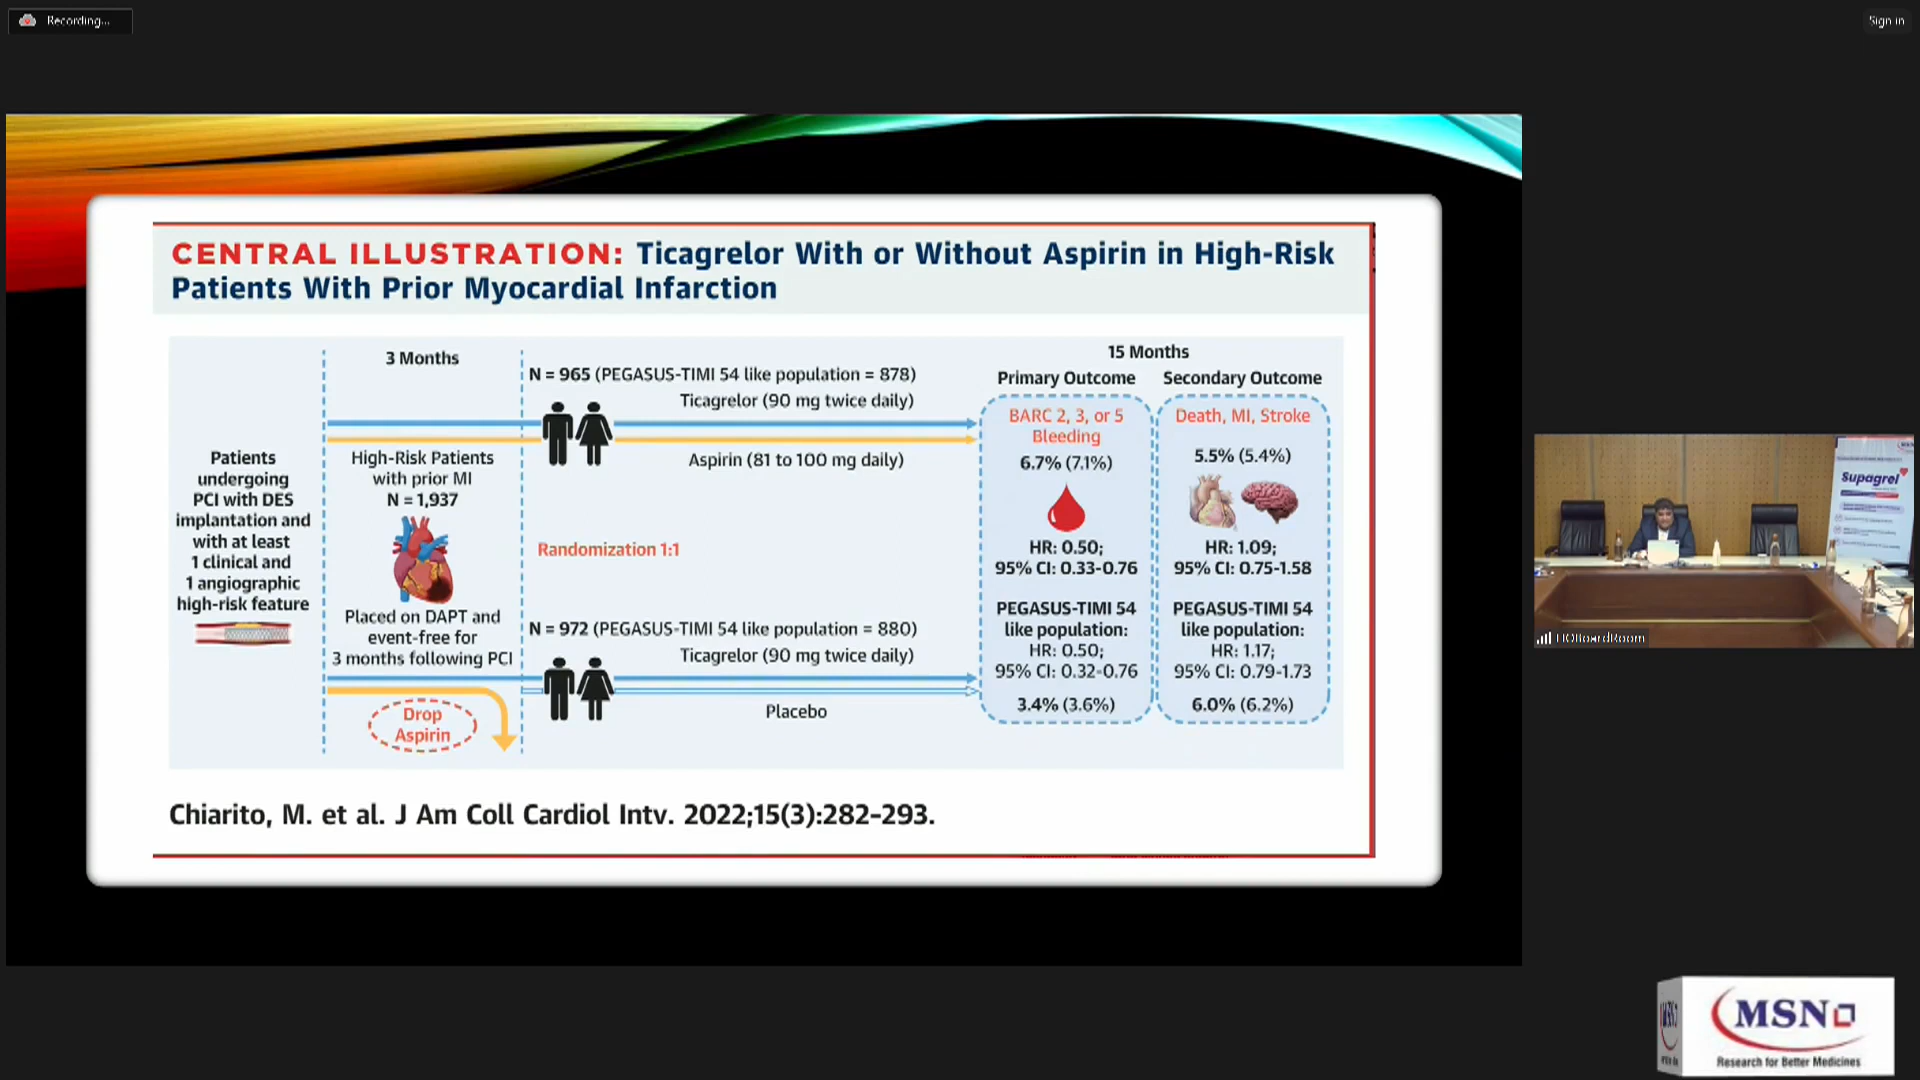 Recording...
Sign in
CENTRAL ILLUSTRATION: Ticagrelor With or Without Aspirin in High-Risk
Patients With Prior Myocardial Infarction
Patients
undergoing
PCI with DES
implantation and
with at least
1 clinical and
1 angiographic
high-risk feature
3 Months
High-Risk Patients
with prior MI
N = 1,937
Placed on DAPT and
event-free for
3 months following PCI
Drop
Aspirin
N = 965 (PEGASUS-TIMI 54 like population = 878)
Ticagrelor (90 mg twice daily)
Aspirin (81 to 100 mg daily)
Randomization 1:1
N = 972 (PEGASUS-TIMI 54 like population = 880)
Ticagrelor (90 mg twice daily)
Placebo
15 Months
Primary Outcome
BARC 2, 3, or 5
Bleeding
6.7% (7.1%)
HR: 0.50;
95% CI: 0.33-0.76
PEGASUS-TIMI 54
like population:
HR: 0.50;
95% CI: 0.32-0.76
3.4% (3.6%)
Secondary Outcome
Death, MI, Stroke
5.5% (5.4%)
HR: 1.09;
95% CI: 0.75-1.58
PEGASUS-TIMI 54
like population:
HR: 1.17;
95% CI: 0.79-1.73
6.0% (6.2%)
Chiarito, M. et al. J Am Coll Cardiol Intv. 2022;15(3):282-293.
Supagrel
HOBoardRoom
MSN
Research for Better Medicines